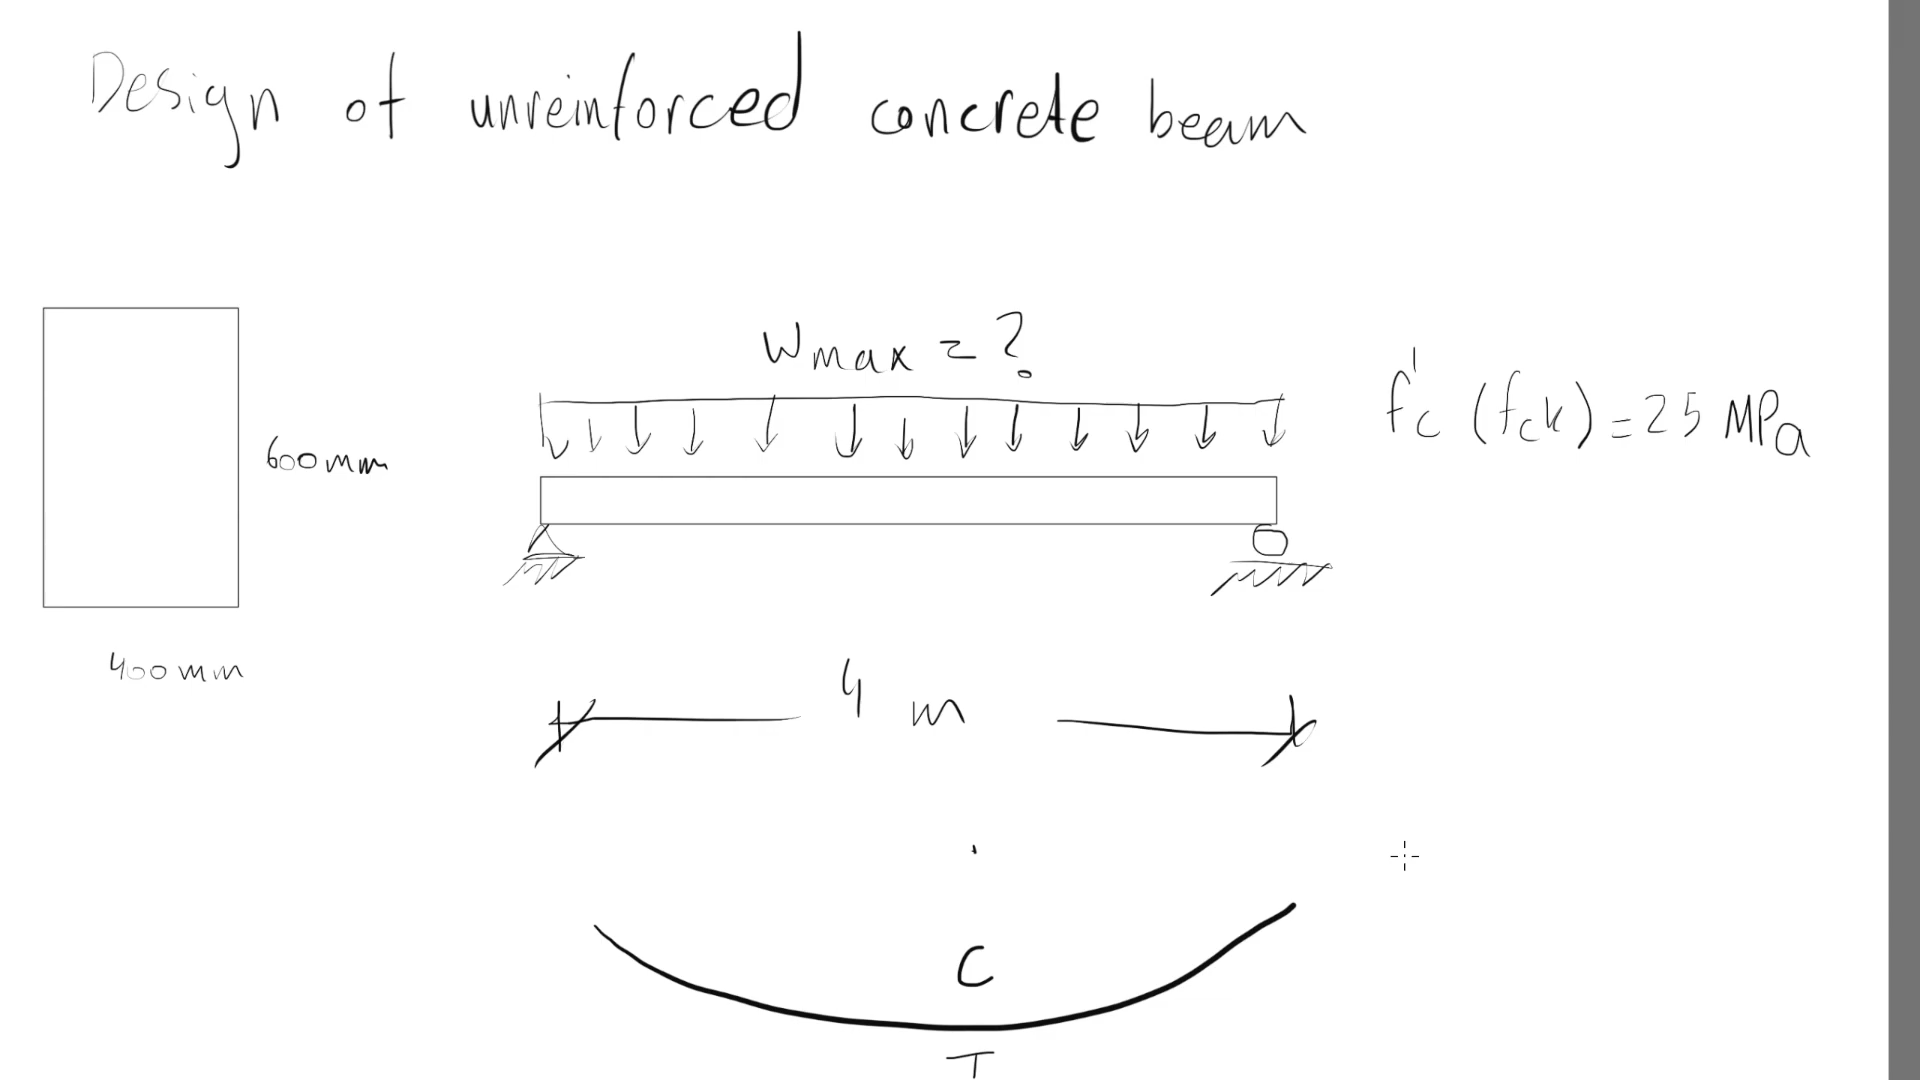 Design of unreinforced concrete beam
Wmax = ?
f'c (fck) = 25 MPa
600mm
400mm
4 m
C
T